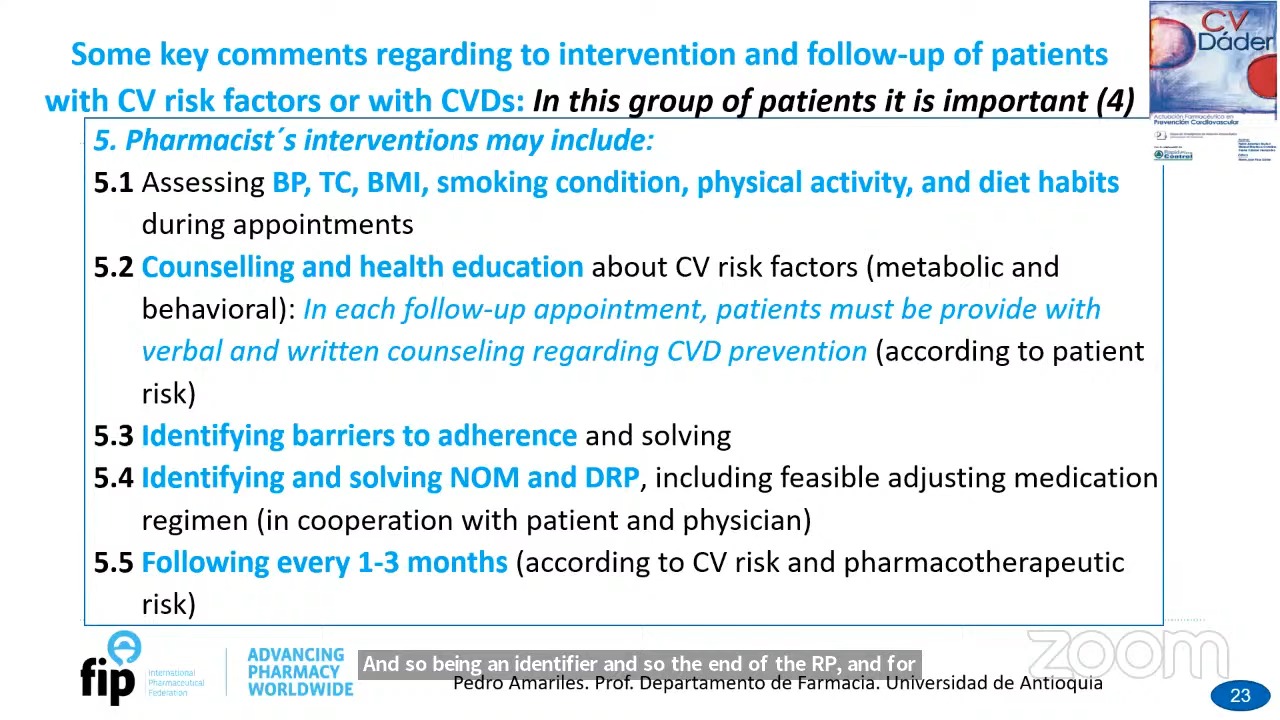 Some key comments regarding to intervention and follow-up of patients
with CV risk factors or with CVDs: In this group of patients it is important (4)
CV
Dáder
Actuación Farmacéutica en
Prevención Cardiovascular
5. Pharmacist´s interventions may include:
5.1 Assessing BP, TC, BMI, smoking condition, physical activity, and diet habits
during appointments
5.2 Counselling and health education about CV risk factors (metabolic and
behavioral): In each follow-up appointment, patients must be provide with
verbal and written counseling regarding CVD prevention (according to patient
risk)
5.3 Identifying barriers to adherence and solving
5.4 Identifying and solving NOM and DRP, including feasible adjusting medication
regimen (in cooperation with patient and physician)
5.5 Following every 1-3 months (according to CV risk and pharmacotherapeutic
risk)
fip
International
Pharmaceutical
Federation
ADVANCING
PHARMACY
WORLDWIDE
And so being an identifier and so the end of the RP, and for
Pedro Amariles. Prof. Departamento de Farmacia. Universidad de Antioquia
zoom
23